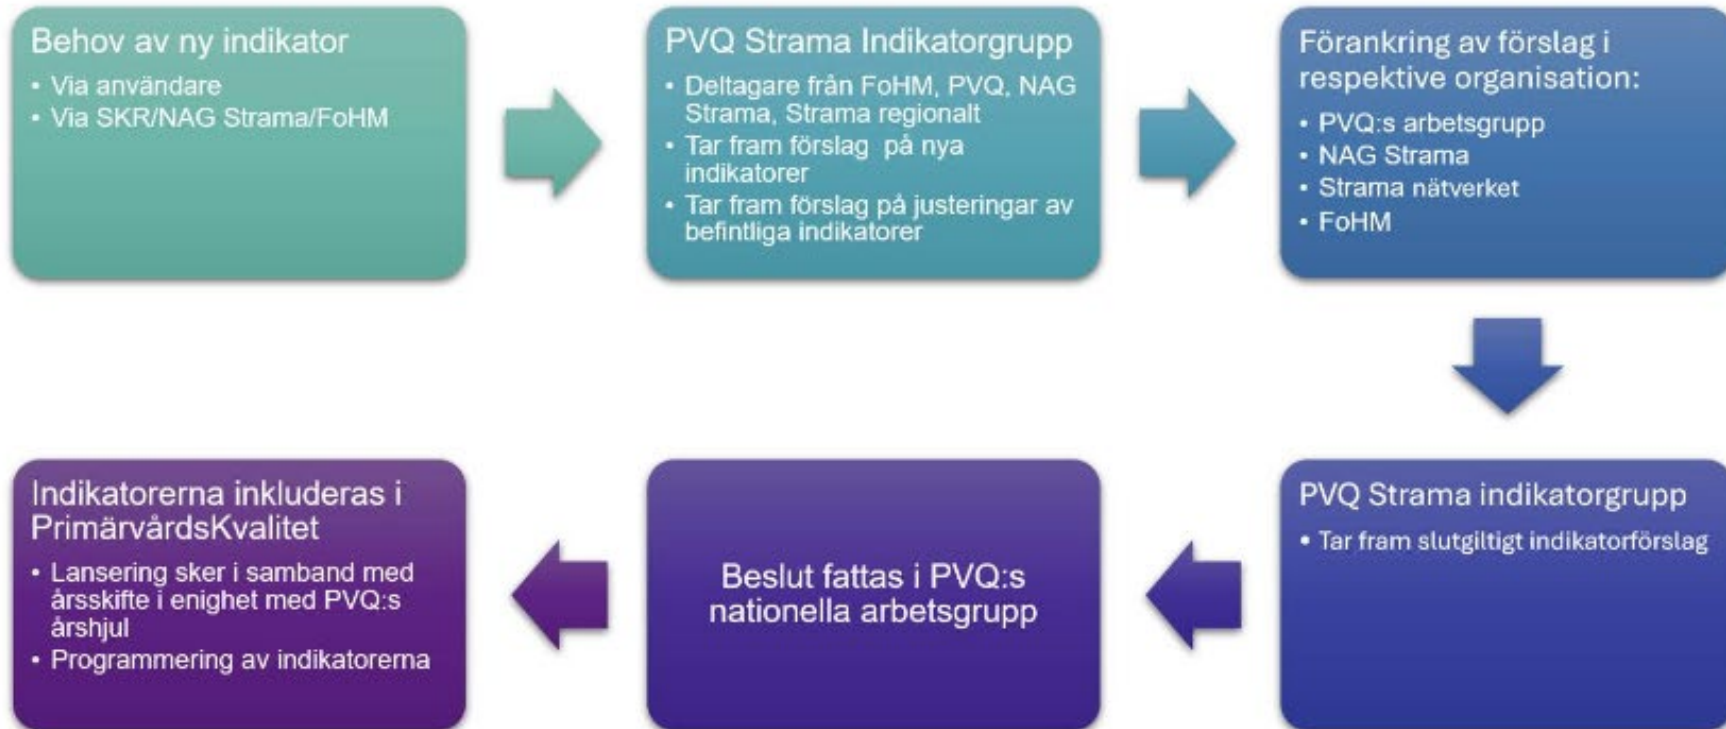 Behov av ny indikator
• Via användare
• Via SKR/NAG Strama/FoHM
PVQ Strama Indikatorgrupp
• Deltagare från FoHM, PVQ, NAG
Strama, Strama regionalt
• Tar fram förslag på nya
indikatorer
• Tar fram förslag på justeringar av
befintliga indikatorer
Förankring av förslag i
respektive organisation:
• PVQ:s arbetsgrupp
• NAG Strama
• Strama nätverket
• FoHM
PVQ Strama indikatorgrupp
• Tar fram slutgiltigt indikatorförslag
Beslut fattas i PVQ:s
nationella arbetsgrupp
Indikatorerna inkluderas i
PrimärvårdsKvalitet
• Lansering sker i samband med
årsskifte i enighet med PVQ:s
årshjul
• Programmering av indikatorerna